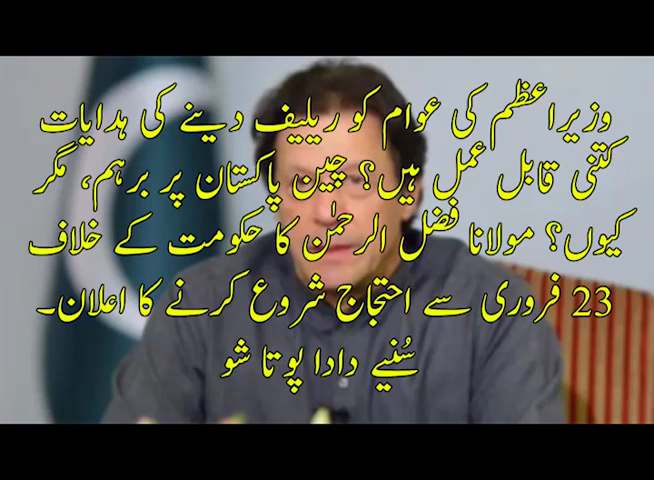 وزیراعظم کی عوام کو ریلیف دینے کی ہدایات
کتنی قابل عمل ہیں؟ چین پاکستان پر برہم، مگر
کیوں؟ مولانا فضل الرحمٰن کا حکومت کے خلاف
23 فروری سے احتجاج شروع کرنے کا اعلان۔
سُنیے دادا پوتا شو